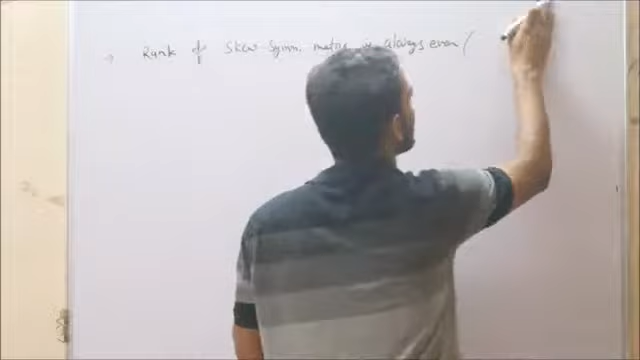 → Rank of Skew Symm. matrix is always even (